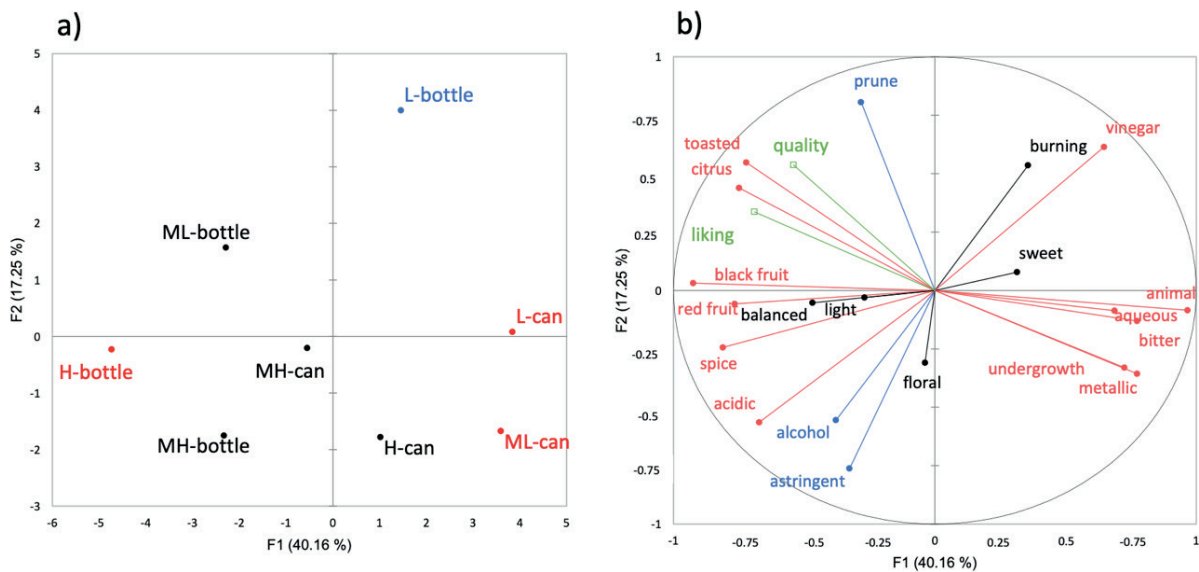 a)
5
4
3
2
1
0
-1
-2
-3
F2 (17.25 %)
L-bottle
ML-bottle
L-can
H-bottle
MH-can
MH-bottle
H-can
ML-can
-6 -5 -4 -3 -2 -1 0 1 2 3 4 5
F1 (40.16 %)
b)
1
-0.75
0.5
0.25
0
-0.25
-0.5
-0.75
-1
F2 (17.25 %)
prune
vinegar
burning
toasted
quality
citrus
liking
sweet
black fruit
animal
red fruit
balanced
light
aqueous
bitter
spice
floral
undergrowth
metallic
acidic
alcohol
astringent
-1 -0.75 -0.5 -0.25 0 0.25 0.5 0.75 1
F1 (40.16 %)